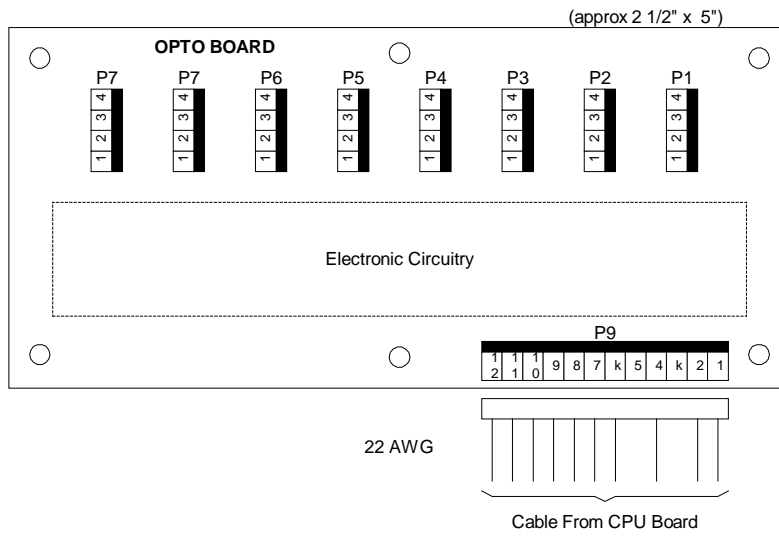 (approx 2 1/2" x 5")
OPTO BOARD
P7 P7 P6 P5 P4 P3 P2 P1
1 2 3 4 1 2 3 4 1 2 3 4 1 2 3 4 1 2 3 4 1 2 3 4 1 2 3 4 1 2 3 4
Electronic Circuitry
P9
12 11 10 9 8 7 k 5 4 k 2 1
22 AWG
Cable From CPU Board